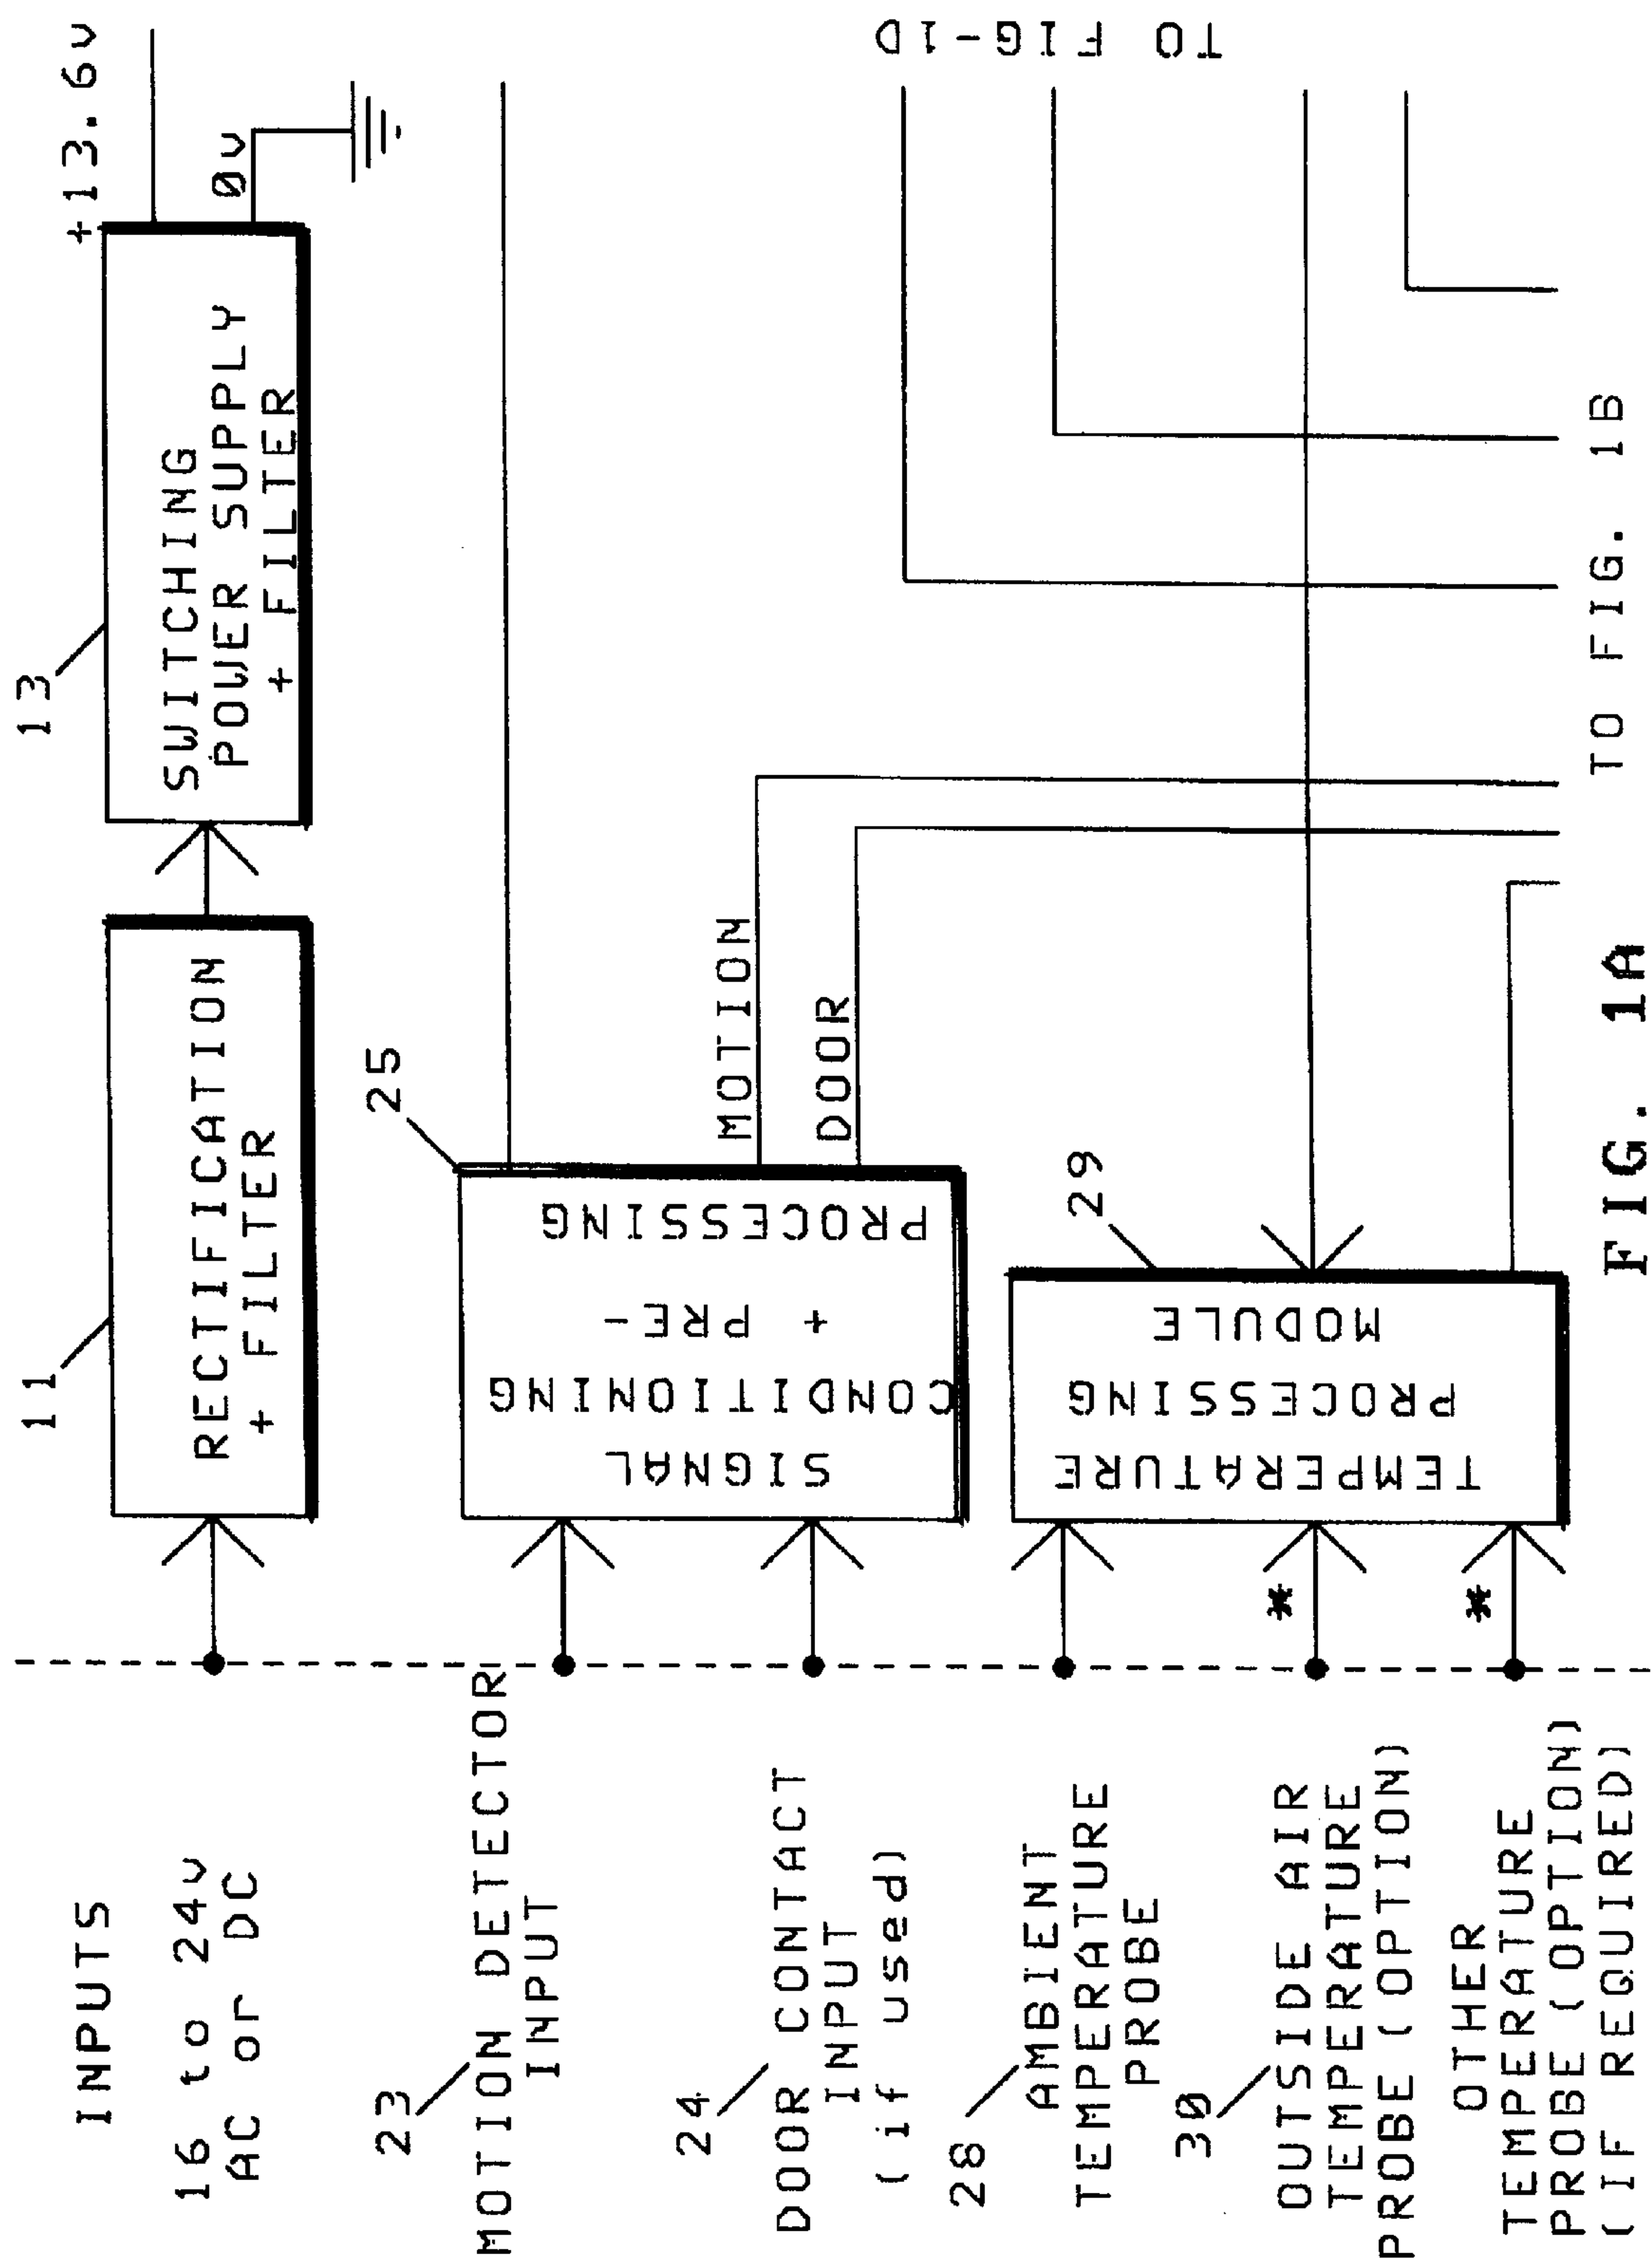 INPUTS
16 to 24v
AC or DC
11
RECTIFICATION
+ FILTER
13
SWITCHING
POWER SUPPLY
+ FILTER
+13.6v
0v
23
MOTION DETECTOR
INPUT
24
DOOR CONTACT
INPUT
(if used)
25
SIGNAL
CONDITIONING
+ PRE-
PROCESSING
MOTION
DOOR
28
AMBIENT
TEMPERATURE
PROBE
30
OUTSIDE AIR
TEMPERATURE
PROBE (OPTION)
*
OTHER
TEMPERATURE
PROBE (OPTION)
(IF REQUIRED)
*
29
TEMPERATURE
PROCESSING
MODULE
TO FIG-1D
TO FIG. 1B
FIG. 1A